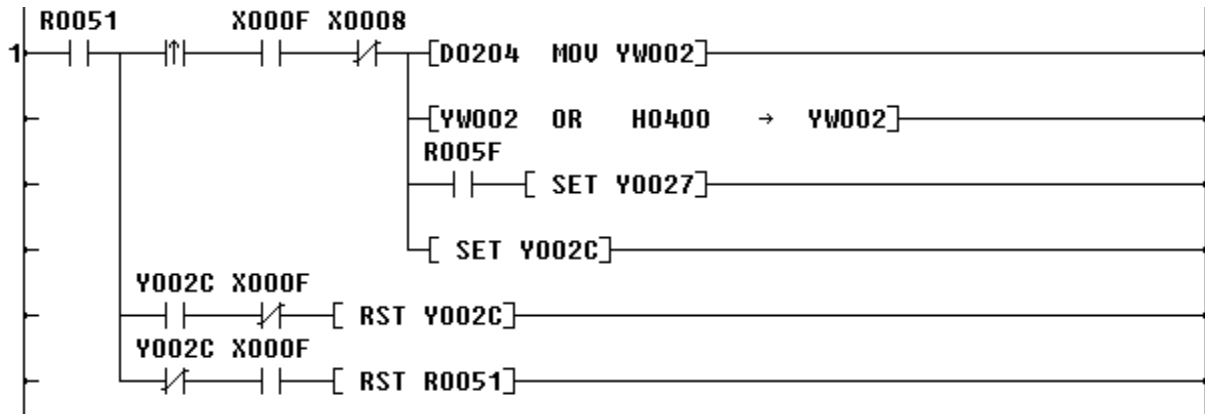 R0051 X000F X0008
1 [D0204 MOV YW002]
[YW002 OR H0400 → YW002]
R005F
[ SET Y0027]
[ SET Y002C]
Y002C X000F
[ RST Y002C]
Y002C X000F
[ RST R0051]